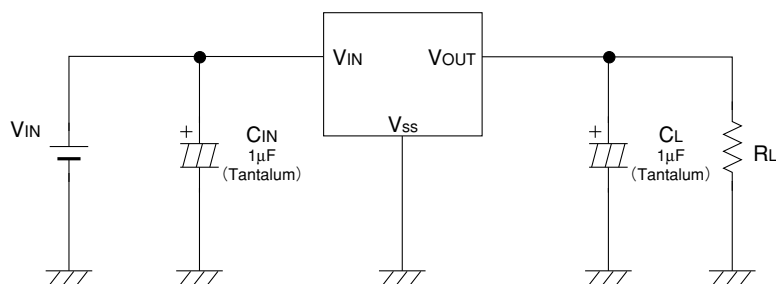 VIN
VOUT
VIN
VSS
+
CIN
1μF
(Tantalum)
+
CL
1μF
(Tantalum)
RL